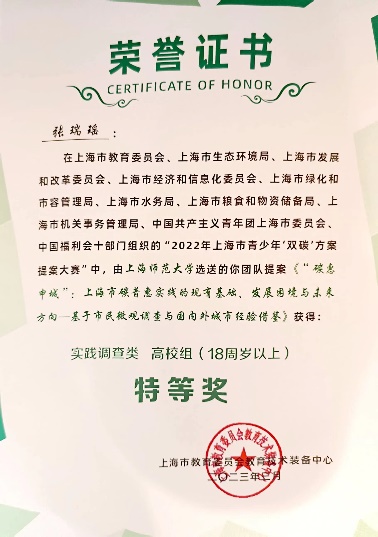 荣誉证书
CERTIFICATE OF HONOR
张瑞瑶：
在上海市教育委员会、上海市生态环境局、上海市发展
和改革委员会、上海市经济和信息化委员会、上海市绿化和
市容管理局、上海市水务局、上海市粮食和物资储备局、上
海市机关事务管理局、中国共产主义青年团上海市委员会、
中国福利会十部门组织的“2022年上海市青少年‘双碳’方案
提案大赛”中，由上海师范大学选送的你团队提案《“碳惠
申城”：上海市碳普惠实践的现有基础、发展困境与未来
方向—基于市民微观调查与国内外城市经验借鉴》获得：
实践调查类 高校组（18周岁以上）
特等奖
上海市教育委员会教育技术装备中心
二〇二三年 月